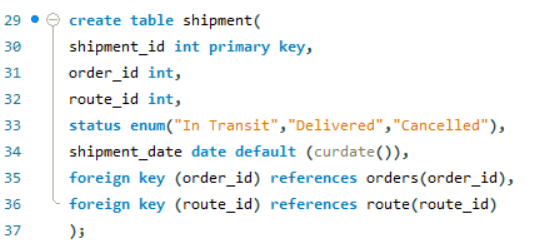 29 create table shipment(
30 shipment_id int primary key,
31 order_id int,
32 route_id int,
33 status enum("In Transit","Delivered","Cancelled"),
34 shipment_date date default (curdate()),
35 foreign key (order_id) references orders(order_id),
36 foreign key (route_id) references route(route_id)
37 );